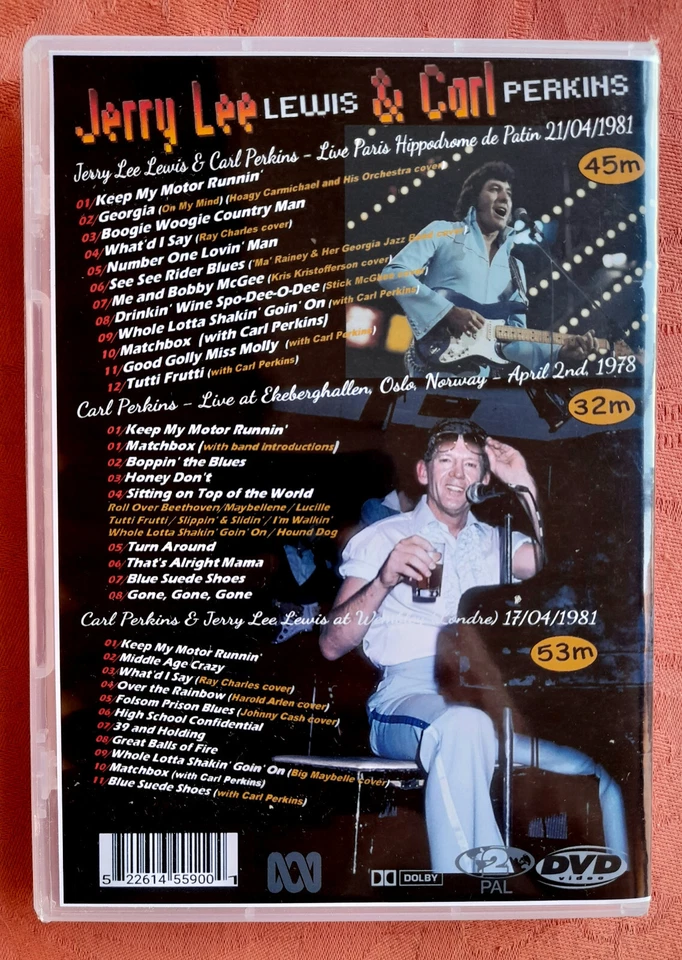 Jerry Lee LEWIS & Carl PERKINS
Jerry Lee Lewis & Carl Perkins - Live Paris Hippodrome de Patin 21/04/1981
45m
01/Keep My Motor Runnin'
02/Georgia (On My Mind) (Hoagy Carmichael and His Orchestra cover)
03/Boogie Woogie Country Man
04/What'd I Say (Ray Charles cover)
05/Number One Lovin' Man
06/See See Rider Blues ("Ma" Rainey & Her Georgia Jazz Band cover)
07/Me and Bobby McGee (Kris Kristofferson cover)
08/Drinkin' Wine Spo-Dee-O-Dee (Stick McGhee cover)
09/Whole Lotta Shakin' Goin' On (with Carl Perkins)
10/Matchbox (with Carl Perkins)
11/Good Golly Miss Molly (with Carl Perkins)
12/Tutti Frutti (with Carl Perkins)
Carl Perkins - Live at Ekeberghallen, Oslo, Norway - April 2nd, 1978
32m
01/Keep My Motor Runnin'
01/Matchbox (with band introductions)
02/Boppin' the Blues
03/Honey Don't
04/Sitting on Top of the World
Roll Over Beethoven/Maybellene/Lucille
Tutti Frutti/Slippin' & Slidin'/I'm Walkin'
Whole Lotta Shakin' Goin' On/Hound Dog
05/Turn Around
06/That's Alright Mama
07/Blue Suede Shoes
08/Gone, Gone, Gone
Carl Perkins & Jerry Lee Lewis at (Londre) 17/04/1981
53m
01/Keep My Motor Runnin'
02/Middle Age Crazy
03/What'd I Say (Ray Charles cover)
04/Over the Rainbow (Harold Arlen cover)
05/Folsom Prison Blues (Johnny Cash cover)
06/High School Confidential
07/39 and Holding
08/Great Balls of Fire
09/Whole Lotta Shakin' Goin' On (Big Maybelle cover)
10/Matchbox (with Carl Perkins)
11/Blue Suede Shoes (with Carl Perkins)
5 22614 55900 1
DOLBY
2
PAL
DVD
video